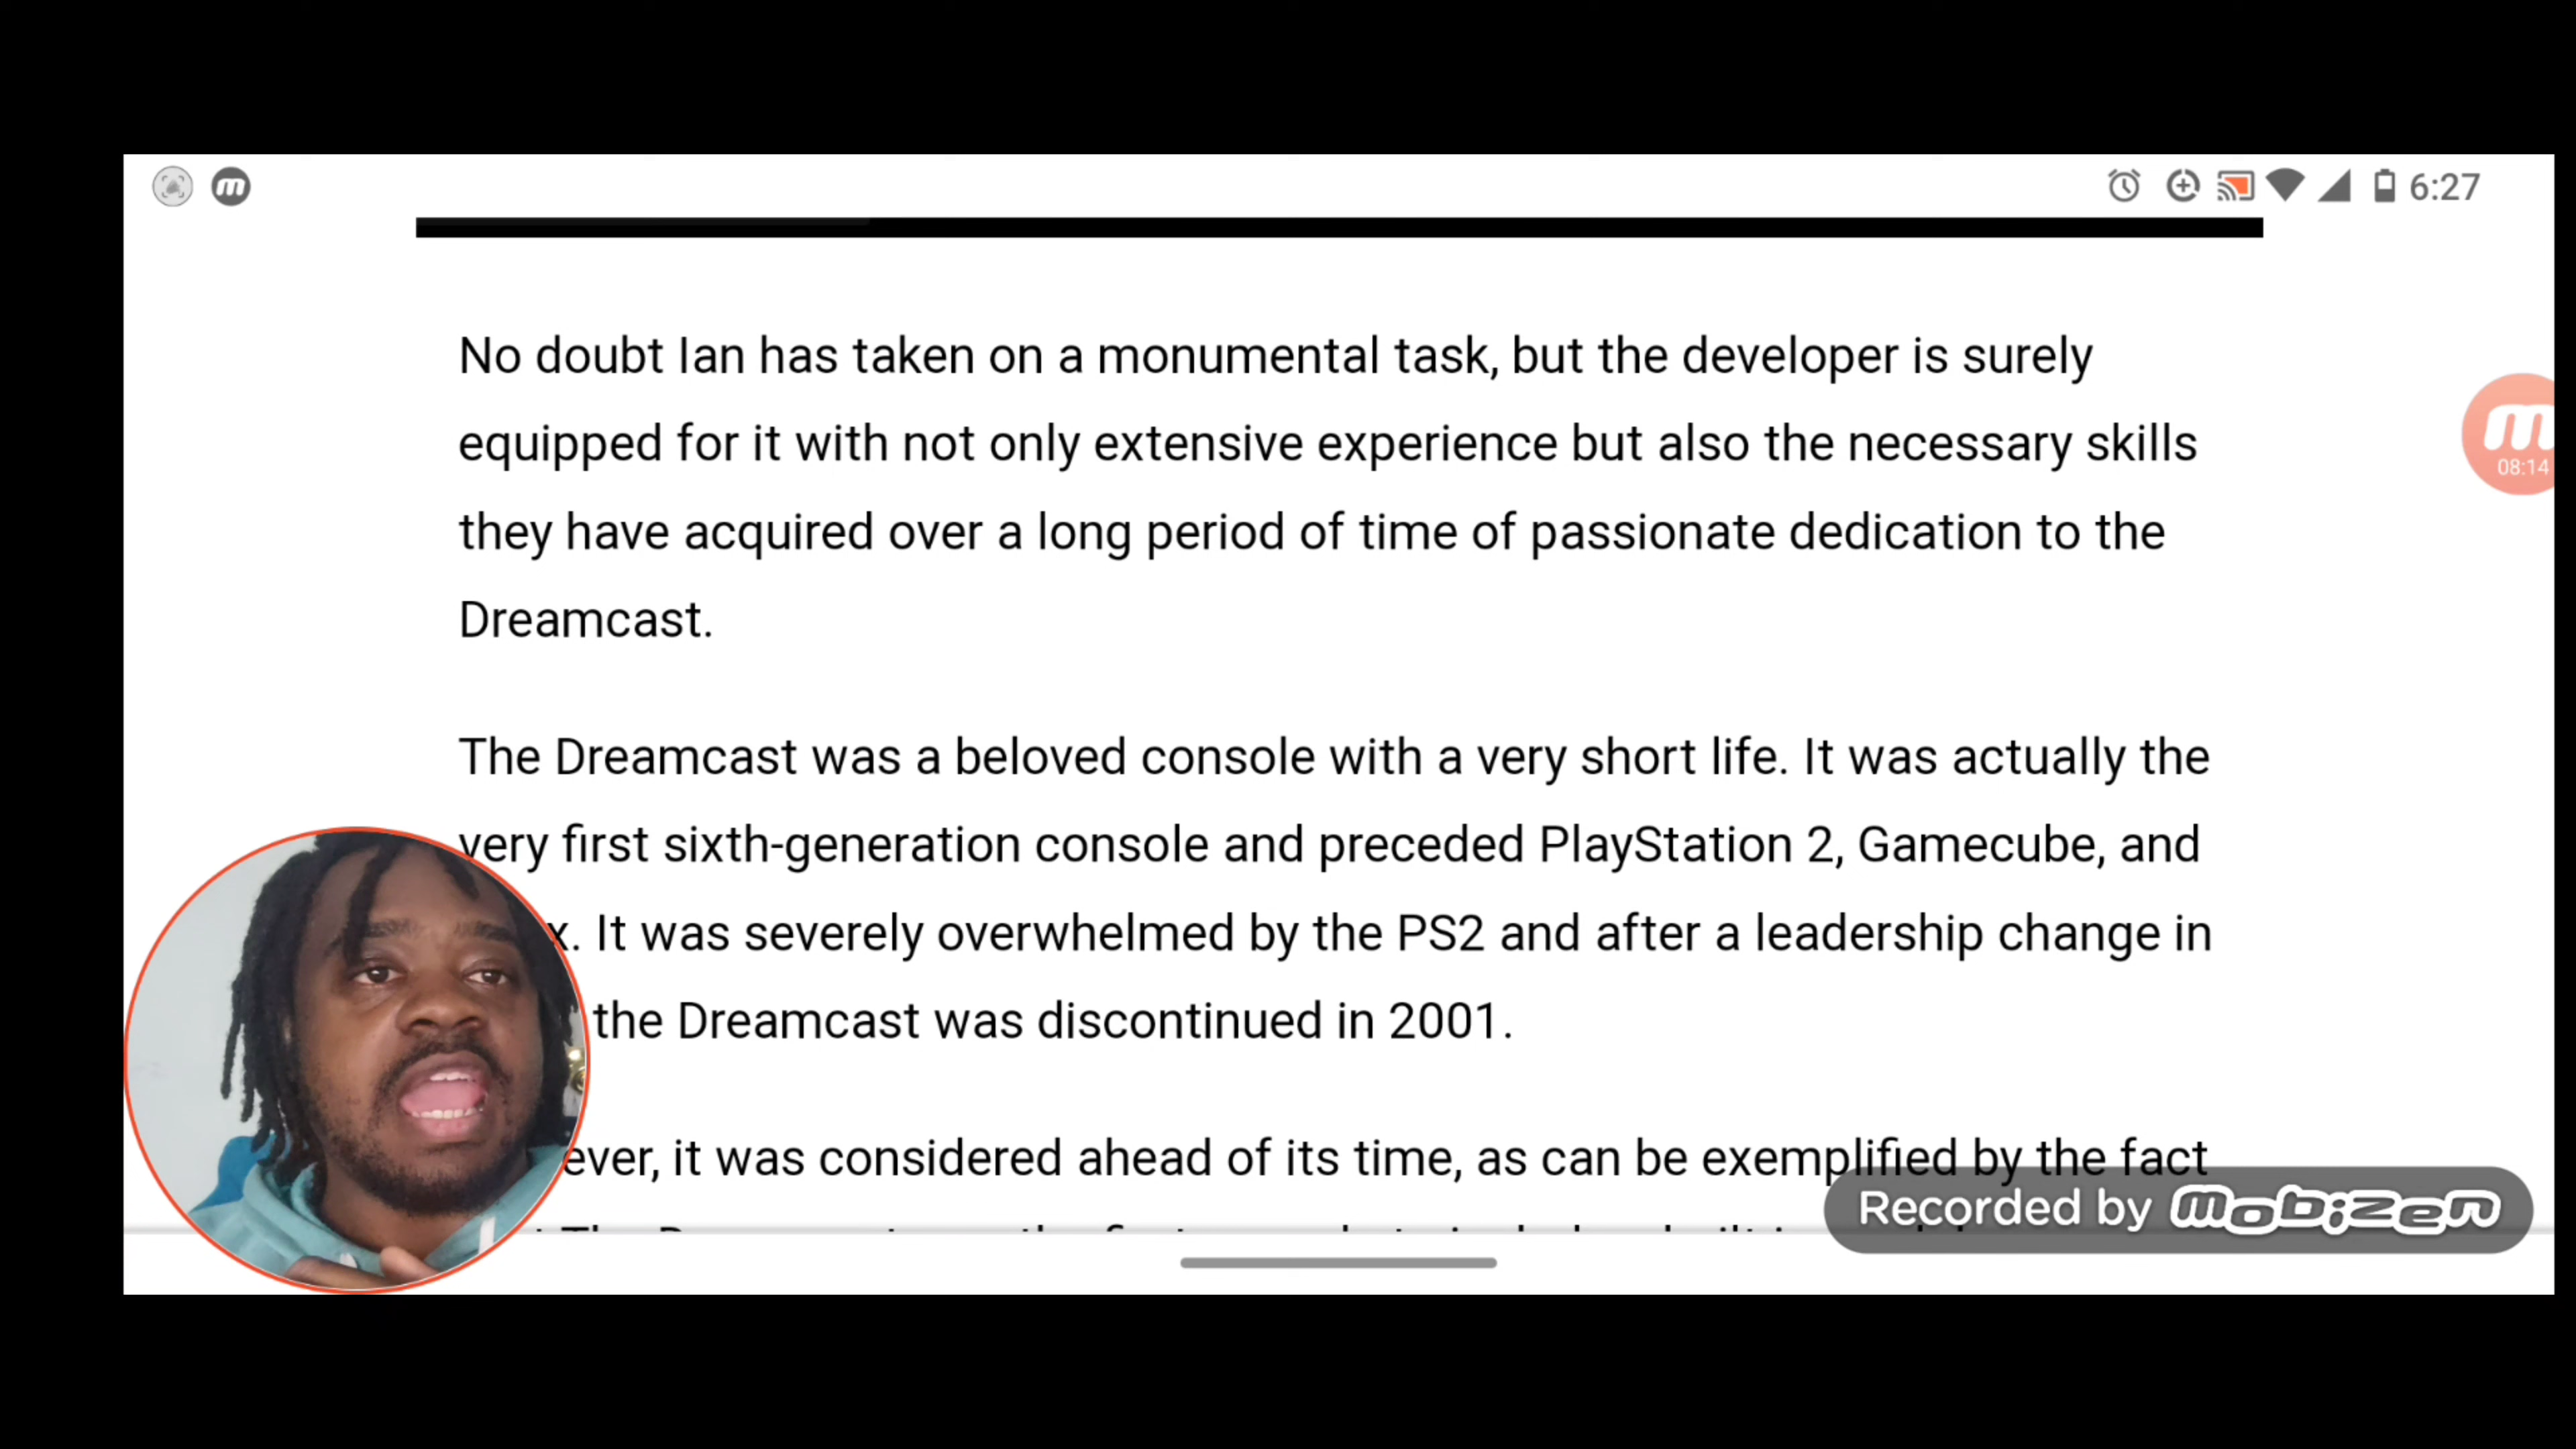 m
6:27
No doubt Ian has taken on a monumental task, but the developer is surely
equipped for it with not only extensive experience but also the necessary skills
m
08:14
they have acquired over a long period of time of passionate dedication to the
Dreamcast.
The Dreamcast was a beloved console with a very short life. It was actually the
very first sixth-generation console and preceded PlayStation 2, Gamecube, and
x. It was severely overwhelmed by the PS2 and after a leadership change in
the Dreamcast was discontinued in 2001.
ever, it was considered ahead of its time, as can be exemplified by the fact
Recorded by mobizen